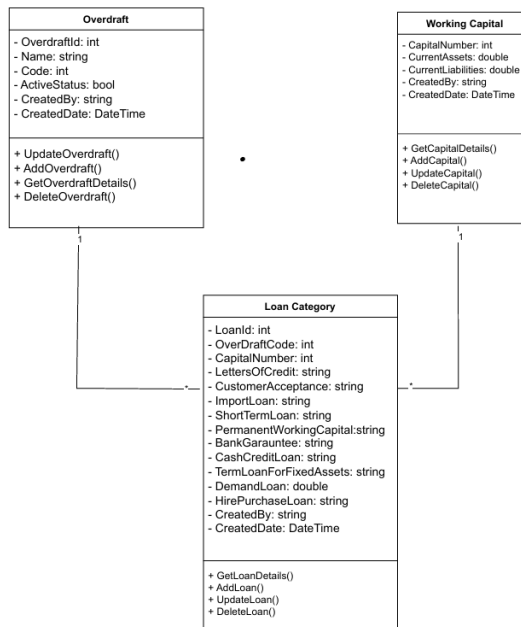 Overdraft
- OverdraftId: int
- Name: string
- Code: int
- ActiveStatus: bool
- CreatedBy: string
- CreatedDate: DateTime
+ UpdateOverdraft()
+ AddOverdraft()
+ GetOverdraftDetails()
+ DeleteOverdraft()
1
Working Capital
- CapitalNumber: int
- CurrentAssets: double
- CurrentLiabilities: double
- CreatedBy: string
- CreatedDate: DateTime
+ GetCapitalDetails()
+ AddCapital()
+ UpdateCapital()
+ DeleteCapital()
1
*
*
Loan Category
- LoanId: int
- OverDraftCode: int
- CapitalNumber: int
- LettersOfCredit: string
- CustomerAcceptance: string
- ImportLoan: string
- ShortTermLoan: string
- PermanentWorkingCapital:string
- BankGarauntee: string
- CashCreditLoan: string
- TermLoanForFixedAssets: string
- DemandLoan: double
- HirePurchaseLoan: string
- CreatedBy: string
- CreatedDate: DateTime
+ GetLoanDetails()
+ AddLoan()
+ UpdateLoan()
+ DeleteLoan()